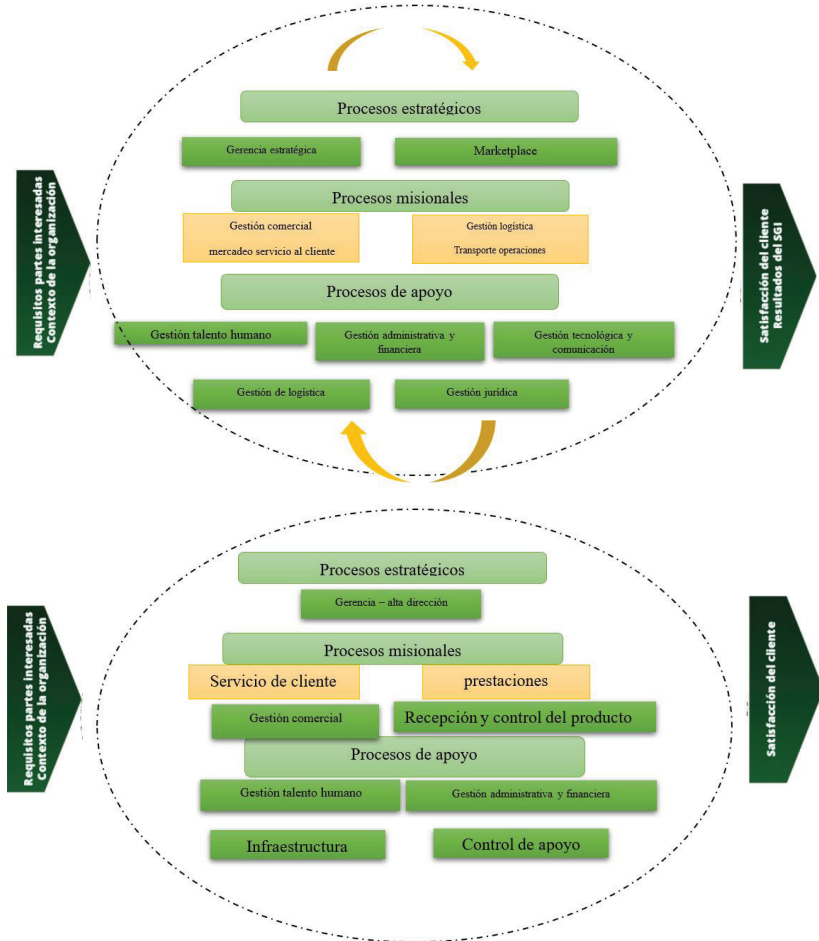 Procesos estratégicos
Gerencia estratégica
Marketplace
Procesos misionales
Gestión comercial
mercadeo servicio al cliente
Gestión logística
Transporte operaciones
Procesos de apoyo
Gestión talento humano
Gestión administrativa y
financiera
Gestión tecnológica y
comunicación
Gestión de logística
Gestión jurídica
Requisitos partes interesadas
Contexto de la organización
Satisfacción del cliente
Resultados del SGI
Procesos estratégicos
Gerencia – alta dirección
Procesos misionales
Servicio de cliente
prestaciones
Gestión comercial
Recepción y control del producto
Procesos de apoyo
Gestión talento humano
Gestión administrativa y financiera
Infraestructura
Control de apoyo
Requisitos partes interesadas
Contexto de la organización
Satisfacción del cliente